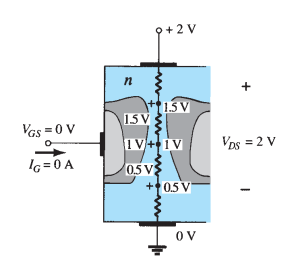 + 2 V
n
+
+
1.5 V
1.5 V
V_GS = 0 V
1 V
+
1 V
V_DS = 2 V
I_G = 0 A
0.5 V
+
0.5 V
–
0 V